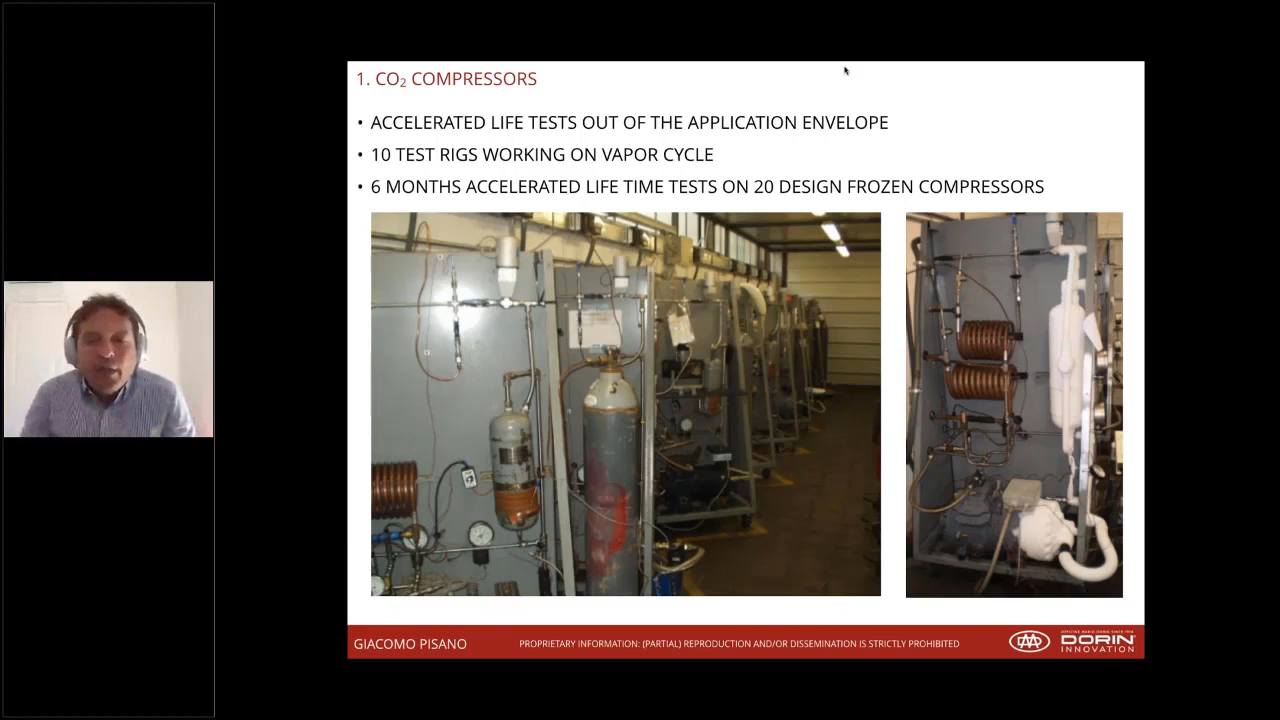 1. CO₂ COMPRESSORS
• ACCELERATED LIFE TESTS OUT OF THE APPLICATION ENVELOPE
• 10 TEST RIGS WORKING ON VAPOR CYCLE
• 6 MONTHS ACCELERATED LIFE TIME TESTS ON 20 DESIGN FROZEN COMPRESSORS
GIACOMO PISANO
PROPRIETARY INFORMATION: (PARTIAL) REPRODUCTION AND/OR DISSEMINATION IS STRICTLY PROHIBITED
DORIN
INNOVATION